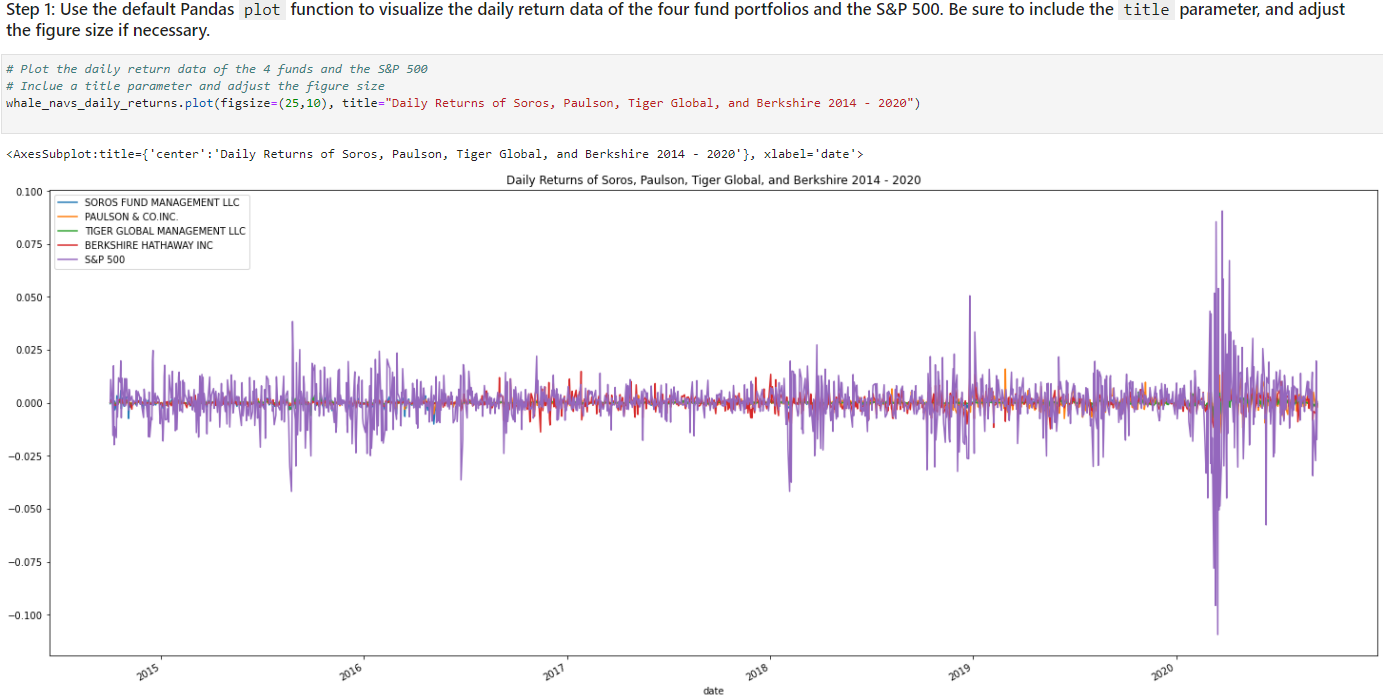 Step 1: Use the default Pandas plot function to visualize the daily return data of the four fund portfolios and the S&P 500. Be sure to include the title parameter, and adjust
the figure size if necessary.
# Plot the daily return data of the 4 funds and the S&P 500
# Inclue a title parameter and adjust the figure size
whale_navs_daily_returns.plot(figsize=(25,10), title="Daily Returns of Soros, Paulson, Tiger Global, and Berkshire 2014 - 2020")
<AxesSubplot:title={'center':'Daily Returns of Soros, Paulson, Tiger Global, and Berkshire 2014 - 2020'}, xlabel='date'>
Daily Returns of Soros, Paulson, Tiger Global, and Berkshire 2014 - 2020
SOROS FUND MANAGEMENT LLC
PAULSON & CO.INC.
TIGER GLOBAL MANAGEMENT LLC
BERKSHIRE HATHAWAY INC
S&P 500
0.100
0.075
0.050
0.025
0.000
−0.025
−0.050
−0.075
−0.100
2015
2016
2017
2018
2019
2020
date